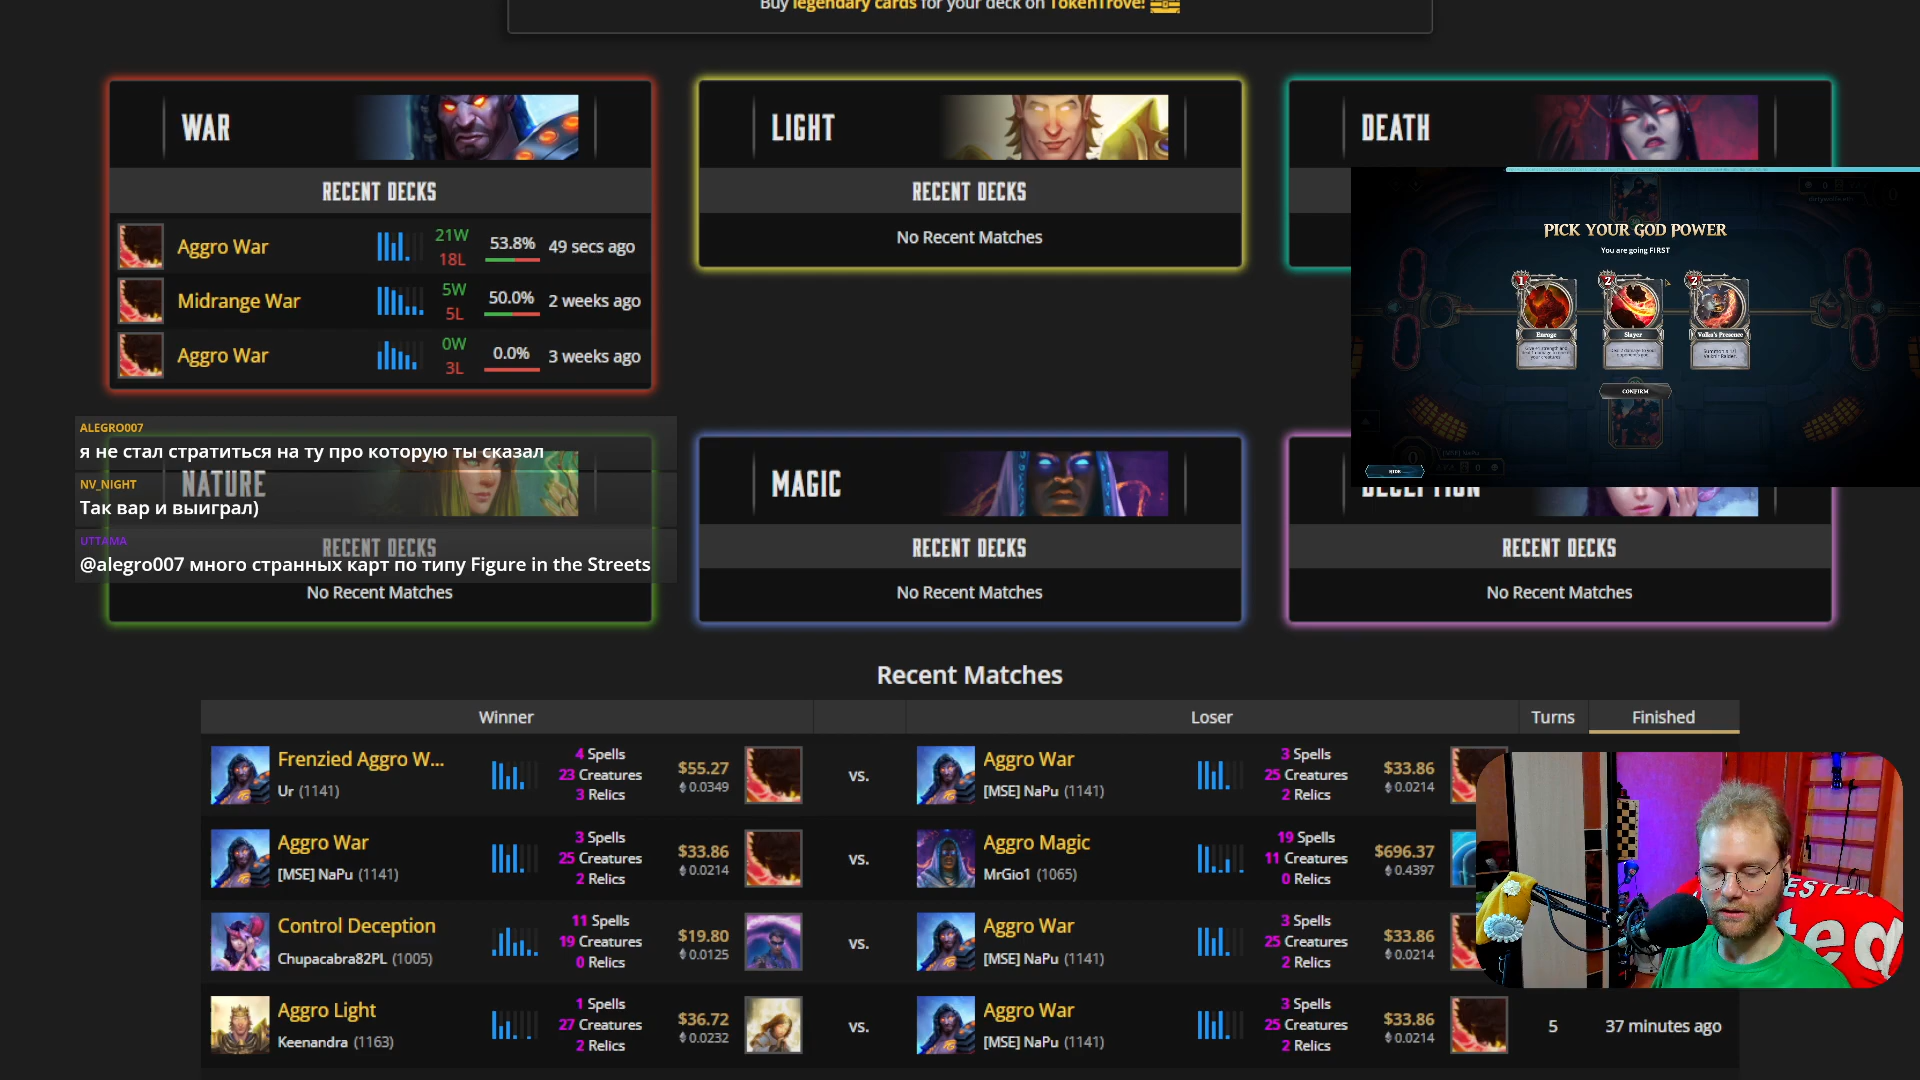 Buy legendary cards for your deck on TokenTrove!
WAR
RECENT DECKS
Aggro War
21W
18L
53.8%
49 secs ago
Midrange War
5W
5L
50.0%
2 weeks ago
Aggro War
0W
3L
0.0%
3 weeks ago
LIGHT
RECENT DECKS
No Recent Matches
DEATH
PICK YOUR GOD POWER
You are going FIRST
1
2
2
Enrage
Slayer
Valka's Presence
CONFIRM
HIDE
ALEGRO007
я не стал стратиться на ту про которую ты сказал
NV_NIGHT
Так вар и выиграл)
UTTAMA
@alegro007 много странных карт по типу Figure in the Streets
NATURE
RECENT DECKS
No Recent Matches
MAGIC
RECENT DECKS
No Recent Matches
DECEPTION
RECENT DECKS
No Recent Matches
Recent Matches
Winner
Loser
Turns
Finished
Frenzied Aggro W...
Ur (1141)
4 Spells
23 Creatures
3 Relics
$55.27
0.0349
vs.
Aggro War
[MSE] NaPu (1141)
3 Spells
25 Creatures
2 Relics
$33.86
0.0214
Aggro War
[MSE] NaPu (1141)
3 Spells
25 Creatures
2 Relics
$33.86
0.0214
vs.
Aggro Magic
MrGio1 (1065)
19 Spells
11 Creatures
0 Relics
$696.37
0.4397
Control Deception
Chupacabra82PL (1005)
11 Spells
19 Creatures
0 Relics
$19.80
0.0125
vs.
Aggro War
[MSE] NaPu (1141)
3 Spells
25 Creatures
2 Relics
$33.86
0.0214
Aggro Light
Keenandra (1163)
1 Spells
27 Creatures
2 Relics
$36.72
0.0232
vs.
Aggro War
[MSE] NaPu (1141)
3 Spells
25 Creatures
2 Relics
$33.86
0.0214
5
37 minutes ago